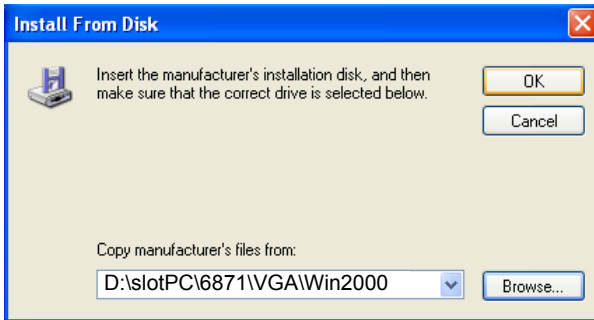 Install From Disk
Insert the manufacturer's installation disk, and then
make sure that the correct drive is selected below.
OK
Cancel
Copy manufacturer's files from:
D:\slotPC\6871\VGA\Win2000
Browse...